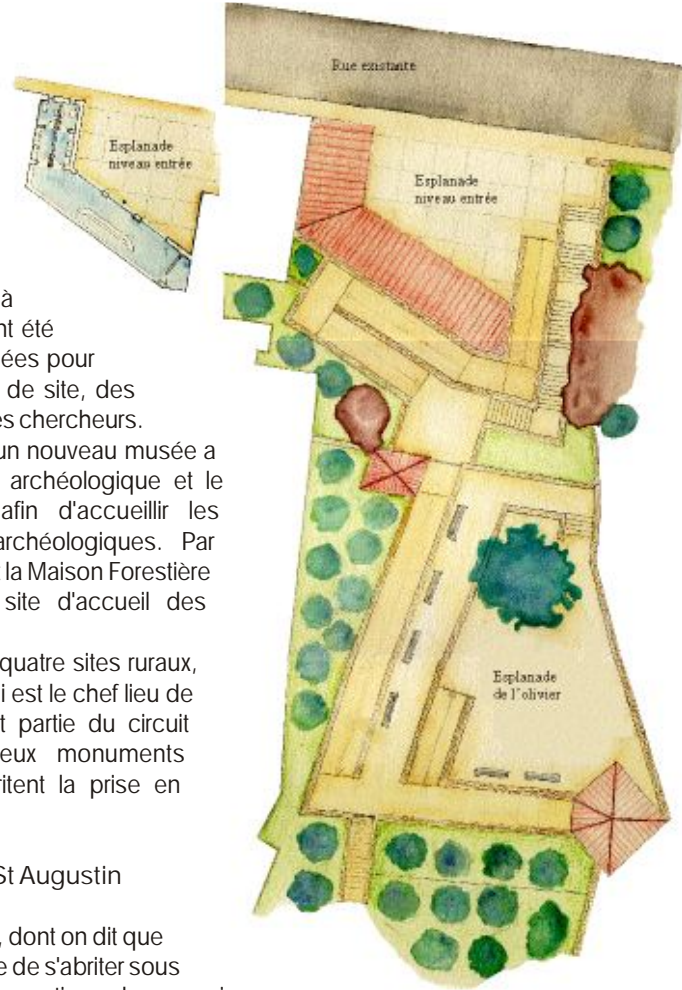 Rue existante
Esplanade
niveau entrée
Esplanade
niveau entrée
à
nt été
ées pour
de site, des
es chercheurs.
un nouveau musée a
archéologique et le
afin d'accueillir les
archéologiques. Par
la Maison Forestière
site d'accueil des
quatre sites ruraux,
i est le chef lieu de
t partie du circuit
eux monuments
ritent la prise en
St Augustin
, dont on dit que
e de s'abriter sous
Esplanade
de l'olivier